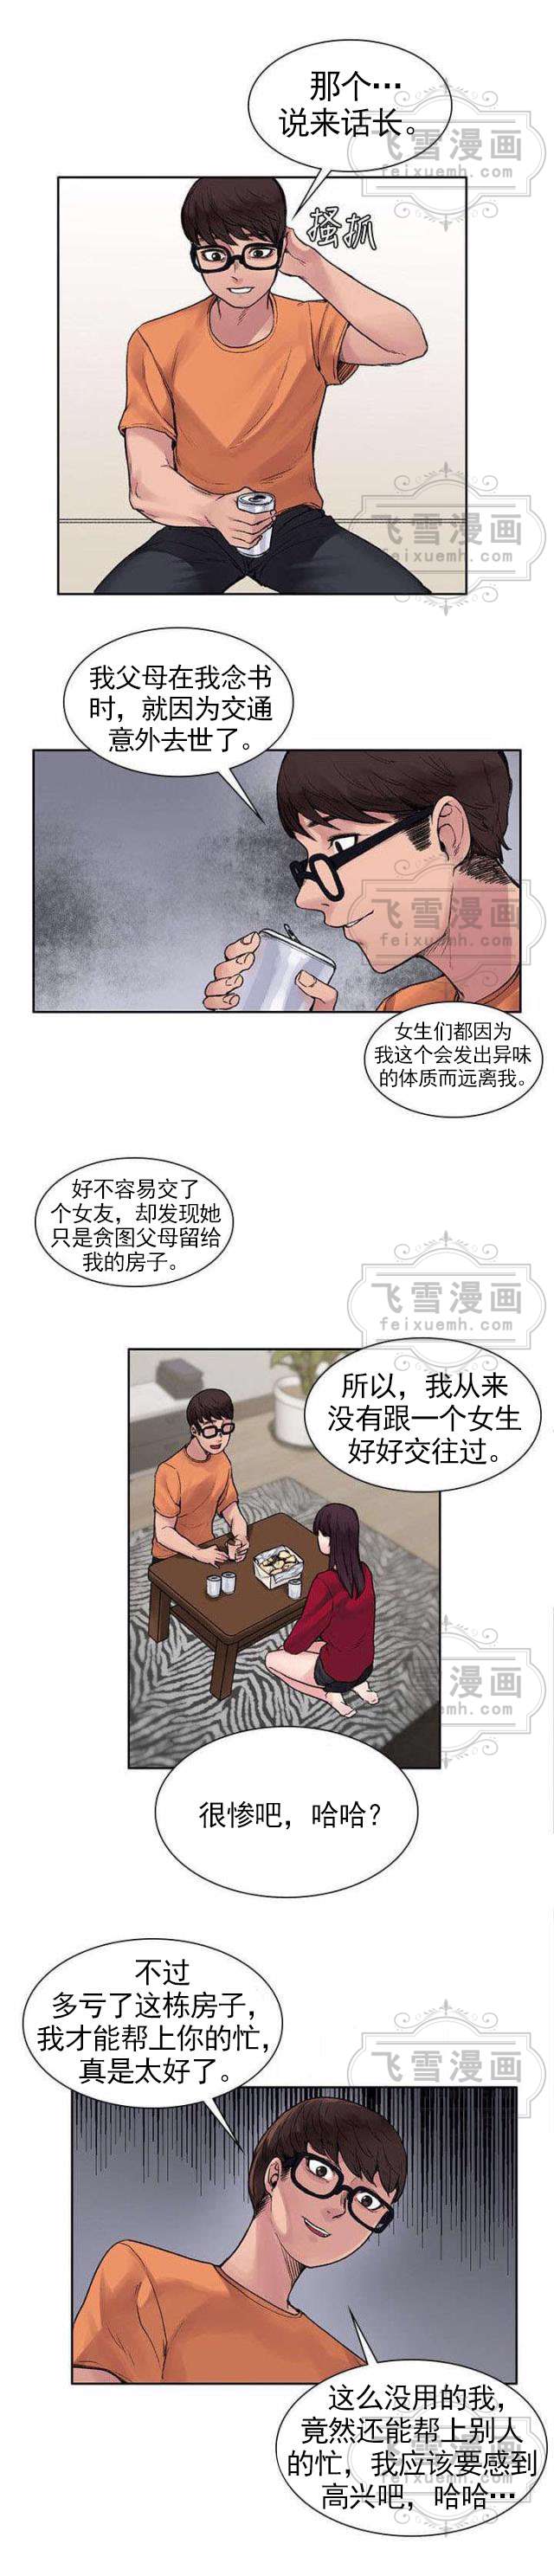 那个…
说来话长。
飞雪漫画
feixuemh.com
搔抓
飞雪漫画
feixuemh.com
我父母在我念书
时，就因为交通
意外去世了。
飞雪漫画
feixuemh.com
女生们都因为
我这个会发出异味
的体质而远离我。
好不容易交了
个女友，却发现她
只是贪图父母留给
我的房子。
飞雪漫画
feixuemh.com
所以，我从来
没有跟一个女生
好好交往过。
雪漫画
xuemh.com
很惨吧，哈哈？
不过
多亏了这栋房子，
我才能帮上你的忙，
真是太好了。
飞雪漫画
feixuemh.com
这么没用的我，
竟然还能帮上别人
的忙，我应该要感到
高兴吧，哈哈…